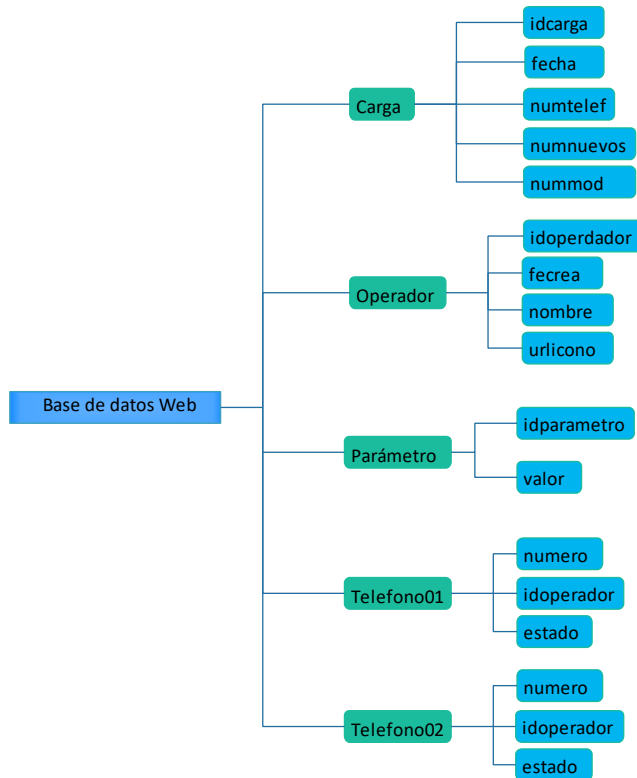 Base de datos Web
Carga
idcarga
fecha
numtelef
numnuevos
nummod
Operador
idoperdador
fecrea
nombre
urlicono
Parámetro
idparametro
valor
Telefono01
numero
idoperador
estado
Telefono02
numero
idoperador
estado